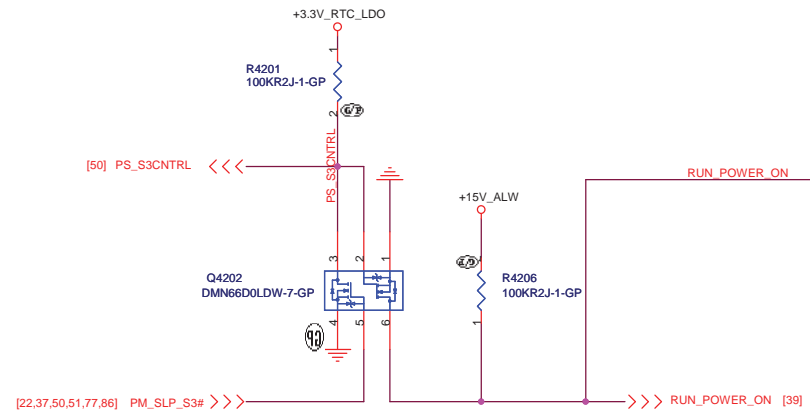 +3.3V_RTC_LDO
1
R4201
100KR2J-1-GP
2
[50] PS_S3CNTRL
PS_S3CNTRL
RUN_POWER_ON
+15V_ALW
3 2 1
Q4202
DMN66D0LDW-7-GP
R4206
100KR2J-1-GP
4 5 6
1
GP
[22,37,50,51,77,86] PM_SLP_S3#
RUN_POWER_ON [39]